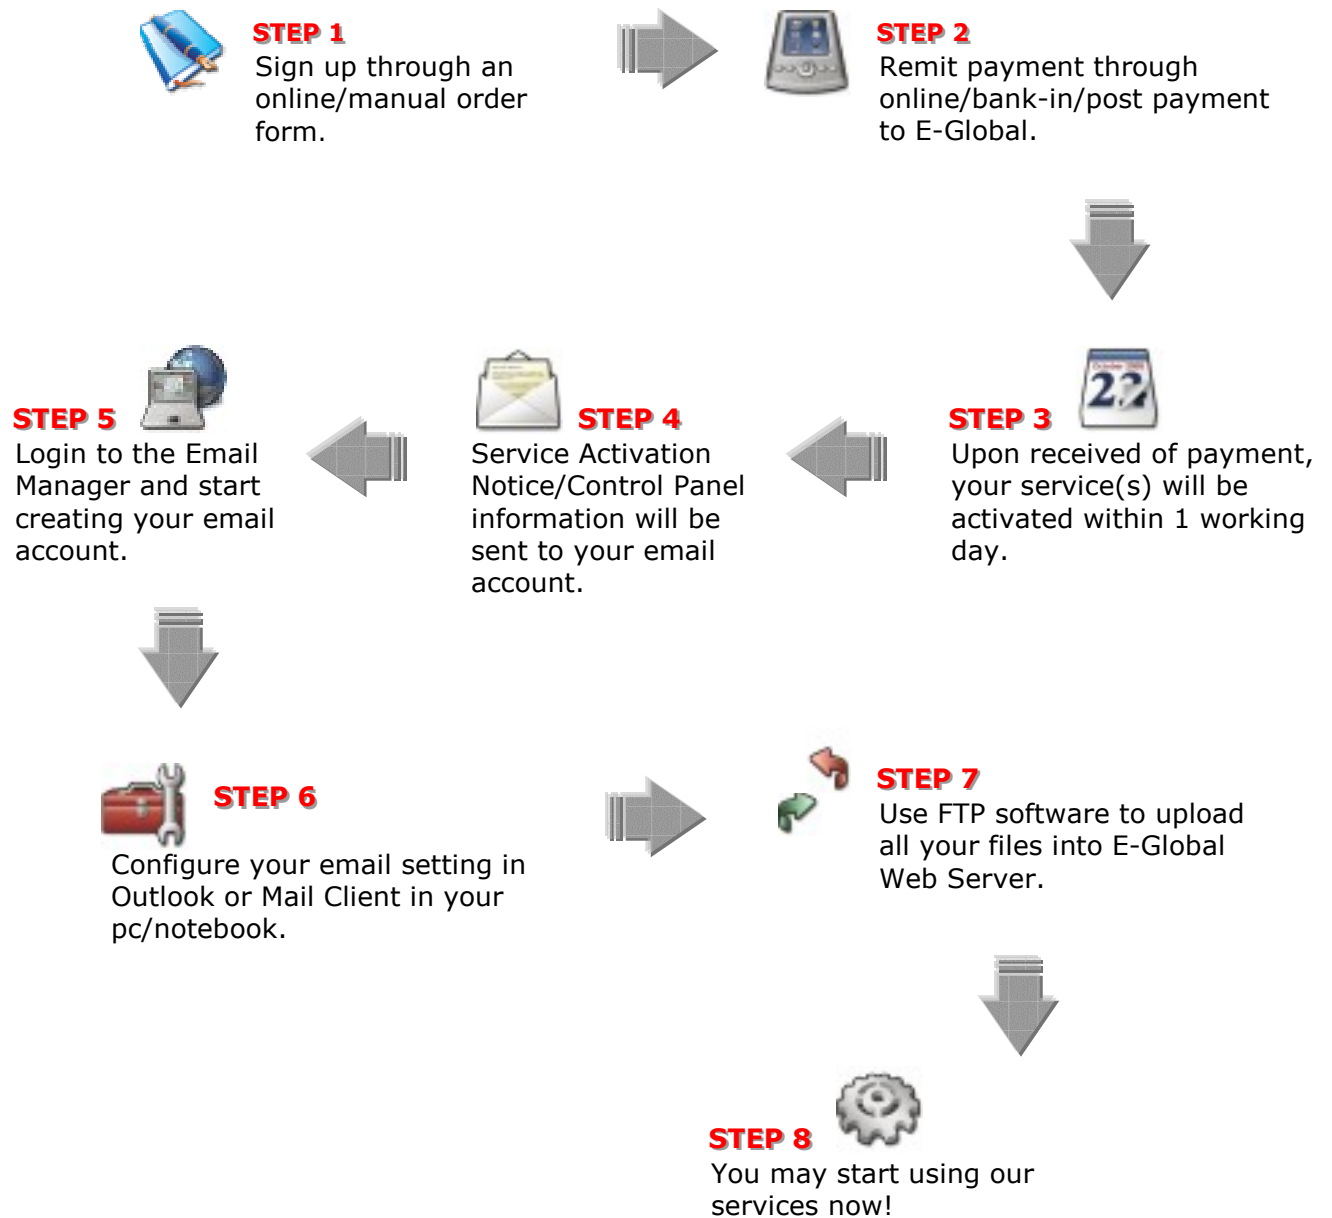 STEP 1
Sign up through an
online/manual order
form.
STEP 2
Remit payment through
online/bank-in/post payment
to E-Global.
STEP 3
Upon received of payment,
your service(s) will be
activated within 1 working
day.
STEP 4
Service Activation
Notice/Control Panel
information will be
sent to your email
account.
STEP 5
Login to the Email
Manager and start
creating your email
account.
STEP 6
Configure your email setting in
Outlook or Mail Client in your
pc/notebook.
STEP 7
Use FTP software to upload
all your files into E-Global
Web Server.
STEP 8
You may start using our
services now!